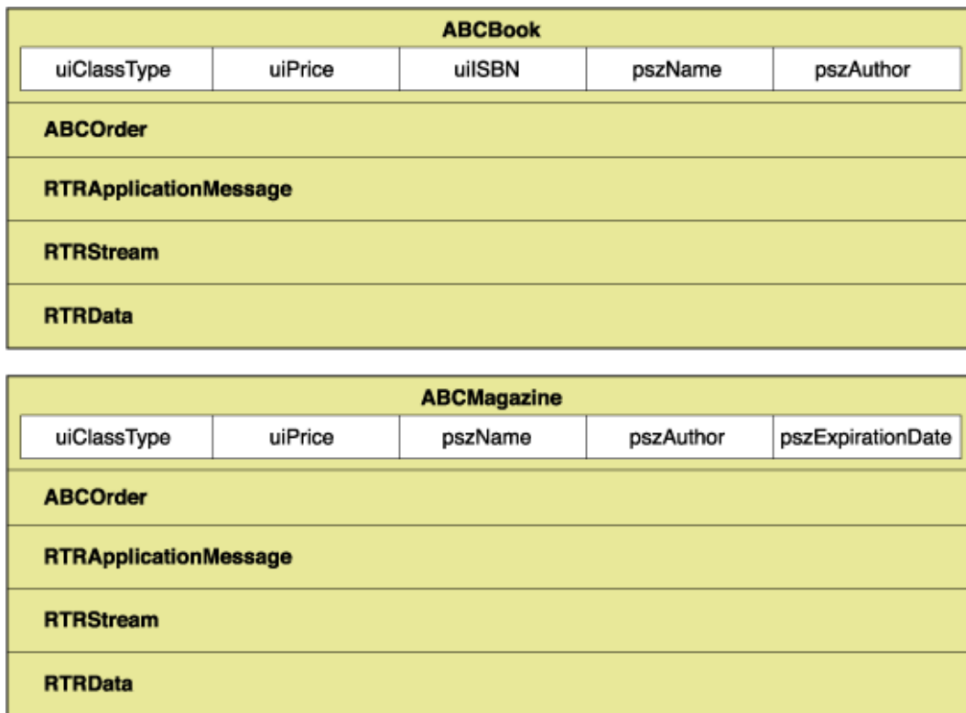 ABCBook
uiClassType uiPrice uiISBN pszName pszAuthor
ABCOrder
RTRApplicationMessage
RTRStream
RTRData
ABCMagazine
uiClassType uiPrice pszName pszAuthor pszExpirationDate
ABCOrder
RTRApplicationMessage
RTRStream
RTRData